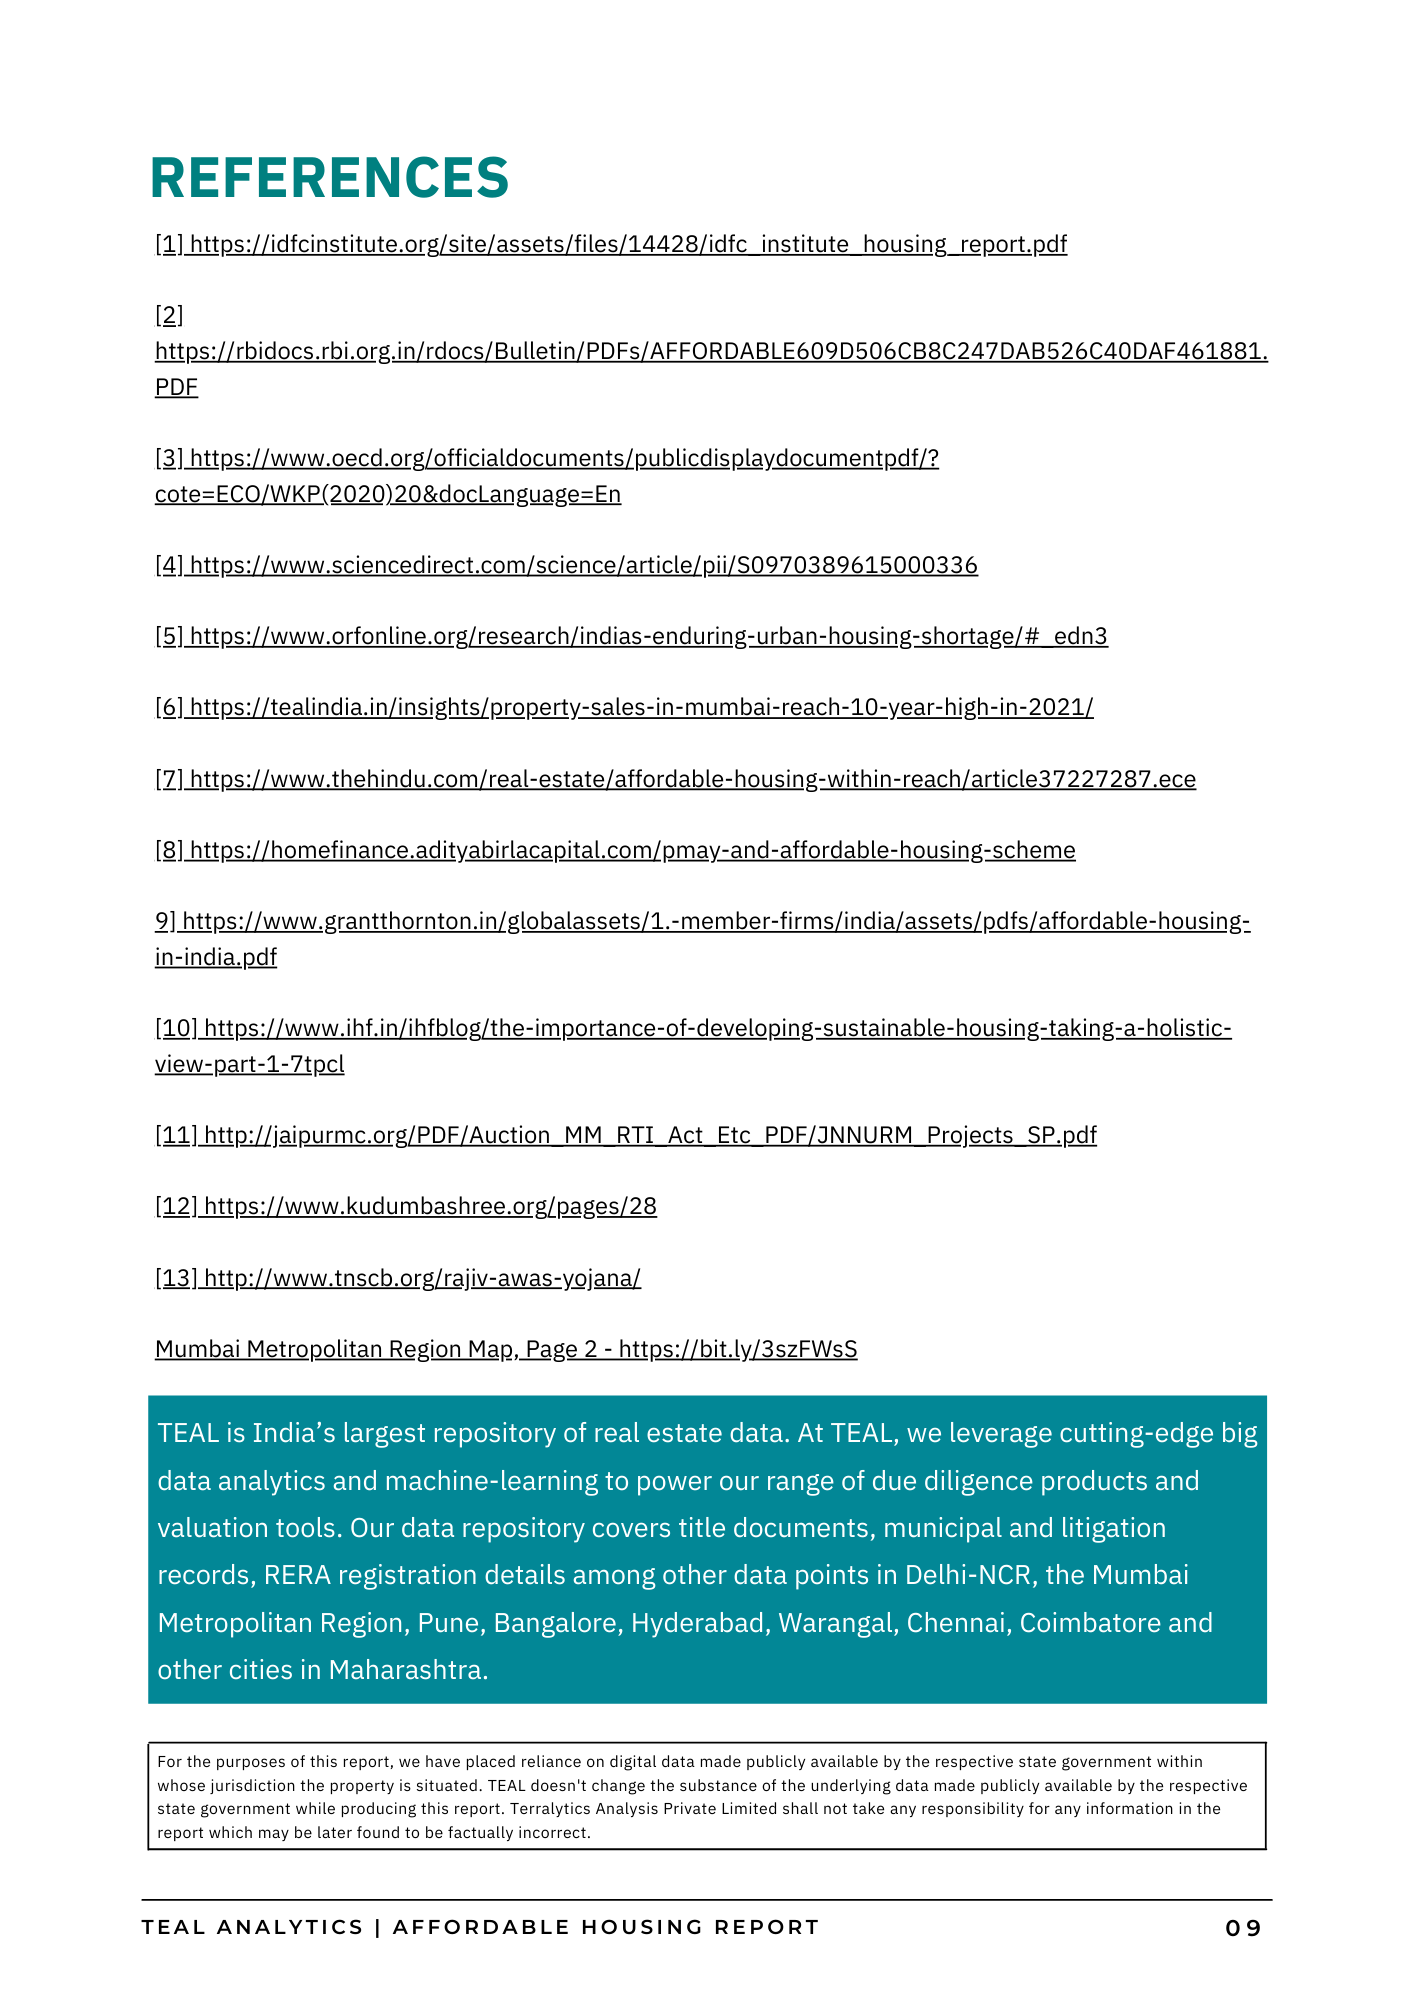 REFERENCES
[1] https://idfcinstitute.org/site/assets/files/14428/idfc_institute_housing_report.pdf
[2]
https://rbidocs.rbi.org.in/rdocs/Bulletin/PDFs/AFFORDABLE609D506CB8C247DAB526C40DAF461881.
PDF
[3] https://www.oecd.org/officialdocuments/publicdisplaydocumentpdf/?
cote=ECO/WKP(2020)20&docLanguage=En
[4] https://www.sciencedirect.com/science/article/pii/S0970389615000336
[5] https://www.orfonline.org/research/indias-enduring-urban-housing-shortage/#_edn3
[6] https://tealindia.in/insights/property-sales-in-mumbai-reach-10-year-high-in-2021/
[7] https://www.thehindu.com/real-estate/affordable-housing-within-reach/article37227287.ece
[8] https://homefinance.adityabirlacapital.com/pmay-and-affordable-housing-scheme
9] https://www.grantthornton.in/globalassets/1.-member-firms/india/assets/pdfs/affordable-housing-
in-india.pdf
[10] https://www.ihf.in/ihfblog/the-importance-of-developing-sustainable-housing-taking-a-holistic-
view-part-1-7tpcl
[11] http://jaipurmc.org/PDF/Auction_MM_RTI_Act_Etc_PDF/JNNURM_Projects_SP.pdf
[12] https://www.kudumbashree.org/pages/28
[13] http://www.tnscb.org/rajiv-awas-yojana/
Mumbai Metropolitan Region Map, Page 2 - https://bit.ly/3szFWsS
TEAL is India’s largest repository of real estate data. At TEAL, we leverage cutting-edge big
data analytics and machine-learning to power our range of due diligence products and
valuation tools. Our data repository covers title documents, municipal and litigation
records, RERA registration details among other data points in Delhi-NCR, the Mumbai
Metropolitan Region, Pune, Bangalore, Hyderabad, Warangal, Chennai, Coimbatore and
other cities in Maharashtra.
For the purposes of this report, we have placed reliance on digital data made publicly available by the respective state government within
whose jurisdiction the property is situated. TEAL doesn't change the substance of the underlying data made publicly available by the respective
state government while producing this report. Terralytics Analysis Private Limited shall not take any responsibility for any information in the
report which may be later found to be factually incorrect.
TEAL ANALYTICS | AFFORDABLE HOUSING REPORT 09